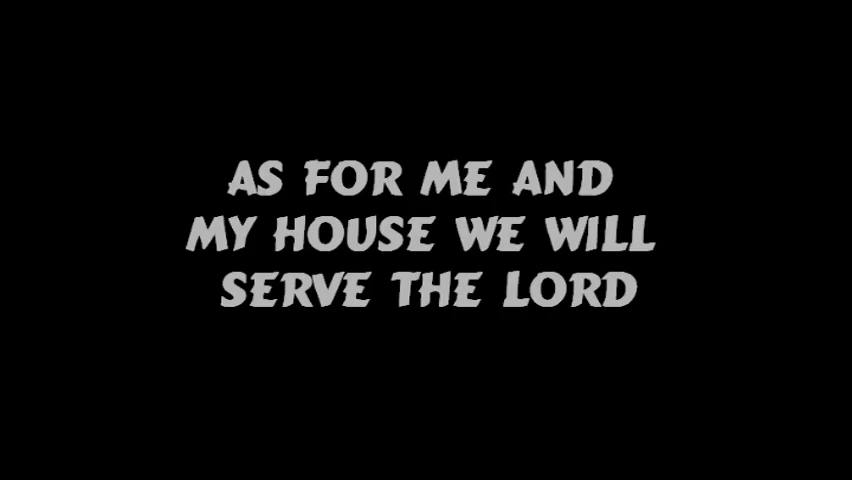 AS FOR ME AND
MY HOUSE WE WILL
SERVE THE LORD